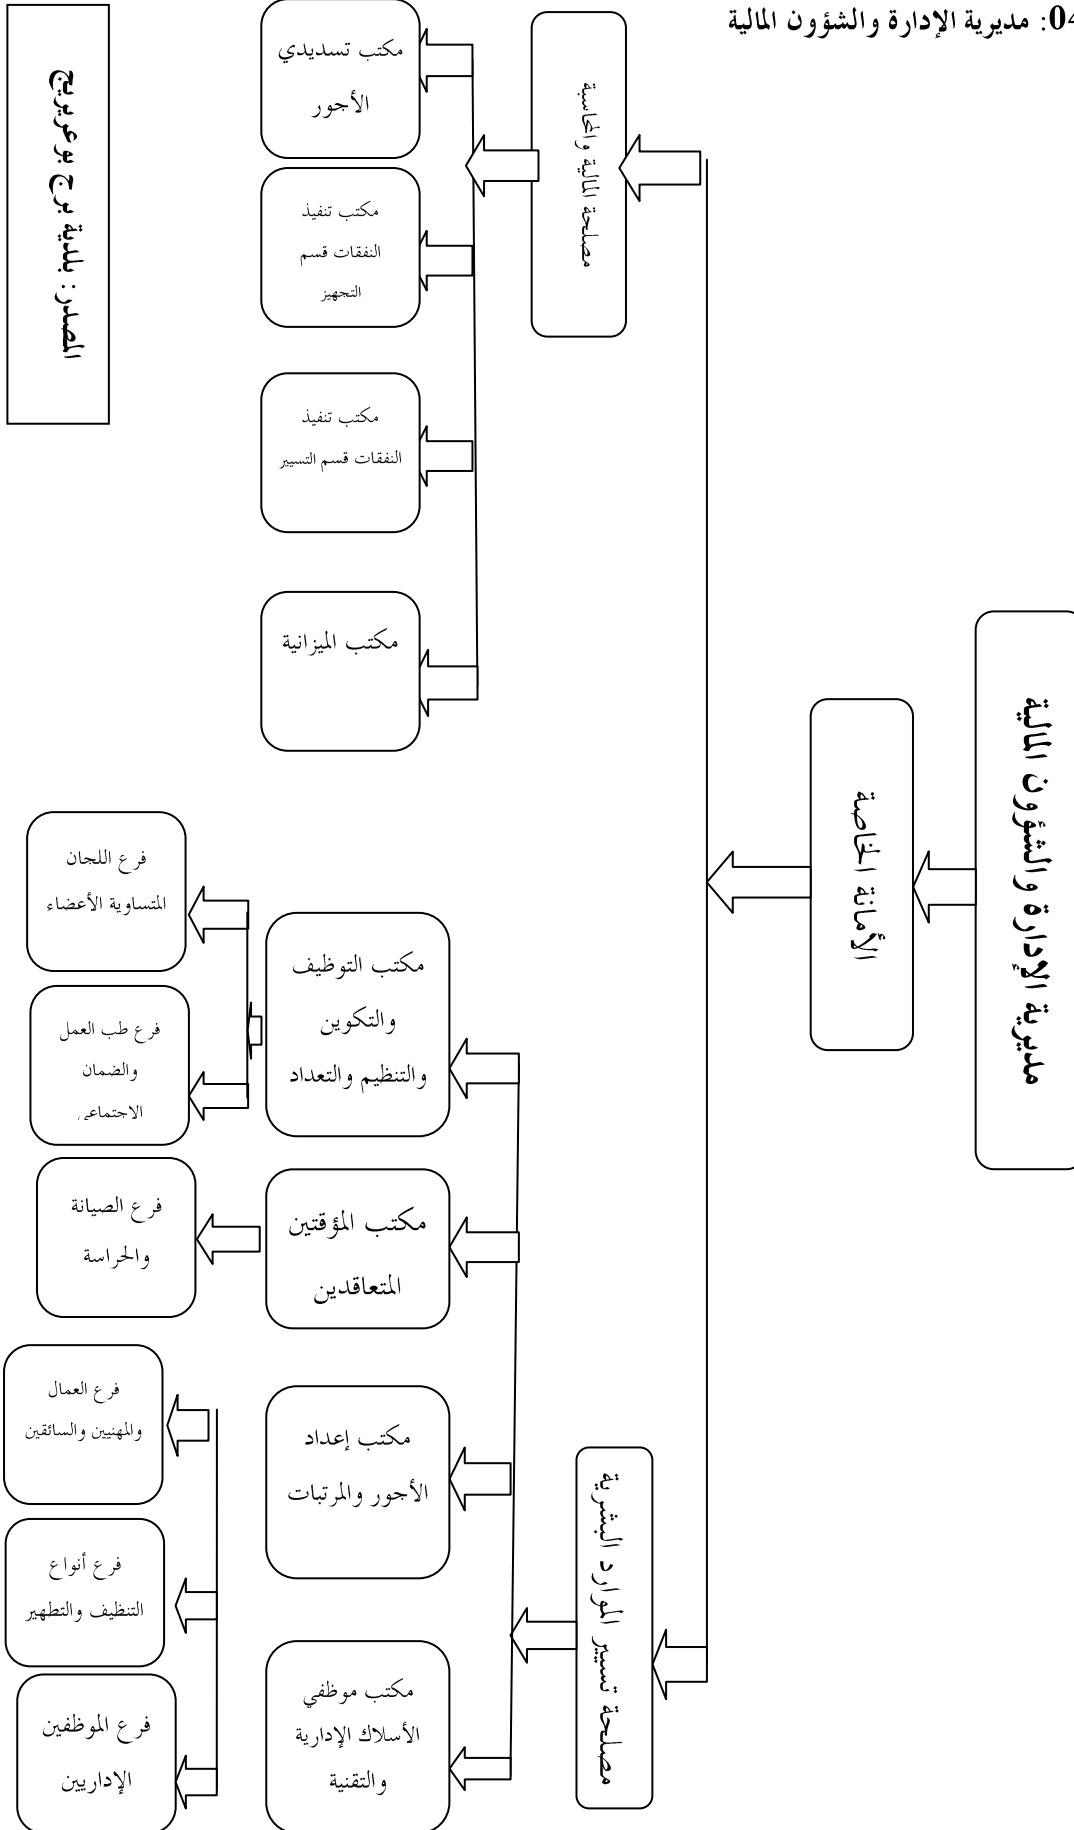 04: مديرية الإدارة والشؤون المالية
مديرية الإدارة والشؤون المالية
الأمانة الخاصة
مصلحة المالية والمحاسبة
مكتب تسديدي
الأجور
مكتب تنفيذ
النفقات قسم
التجهيز
مكتب تنفيذ
النفقات قسم التسيير
مكتب الميزانية
مصلحة تسيير الموارد البشرية
مكتب التوظيف
والتكوين
والتنظيم والتعداد
فرع اللجان
المتساوية الأعضاء
فرع طب العمل
والضمان
الاجتماعي
مكتب المؤقتين
المتعاقدين
فرع الصيانة
والحراسة
مكتب إعداد
الأجور والمرتبات
مكتب موظفي
الأسلاك الإدارية
والتقنية
فرع العمال
والمهنيين والسائقين
فرع أنواع
التنظيف والتطهير
فرع الموظفين
الإداريين
المصدر: بلدية برج بوعريريج